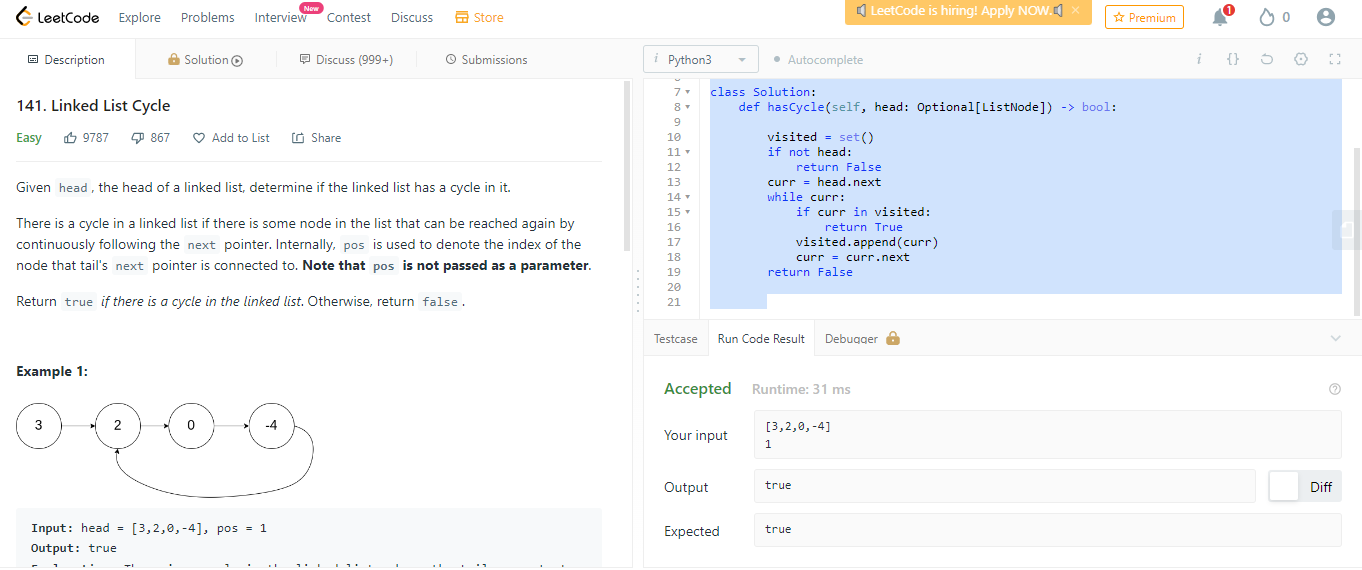 LeetCode Explore Problems Interview New Contest Discuss Store LeetCode is hiring! Apply NOW. × Premium 1 0
Description Solution Discuss (999+) Submissions
i Python3 Autocomplete i {}
141. Linked List Cycle
Easy 9787 867 Add to List Share
Given head, the head of a linked list, determine if the linked list has a cycle in it.
There is a cycle in a linked list if there is some node in the list that can be reached again by
continuously following the next pointer. Internally, pos is used to denote the index of the
node that tail's next pointer is connected to. Note that pos is not passed as a parameter.
Return true if there is a cycle in the linked list. Otherwise, return false.
Example 1:
3 2 0 -4
Input: head = [3,2,0,-4], pos = 1
Output: true
7 class Solution:
8 def hasCycle(self, head: Optional[ListNode]) -> bool:
9
10 visited = set()
11 if not head:
12 return False
13 curr = head.next
14 while curr:
15 if curr in visited:
16 return True
17 visited.append(curr)
18 curr = curr.next
19 return False
20
21
Testcase Run Code Result Debugger
Accepted Runtime: 31 ms
Your input
[3,2,0,-4]
1
Output true Diff
Expected true